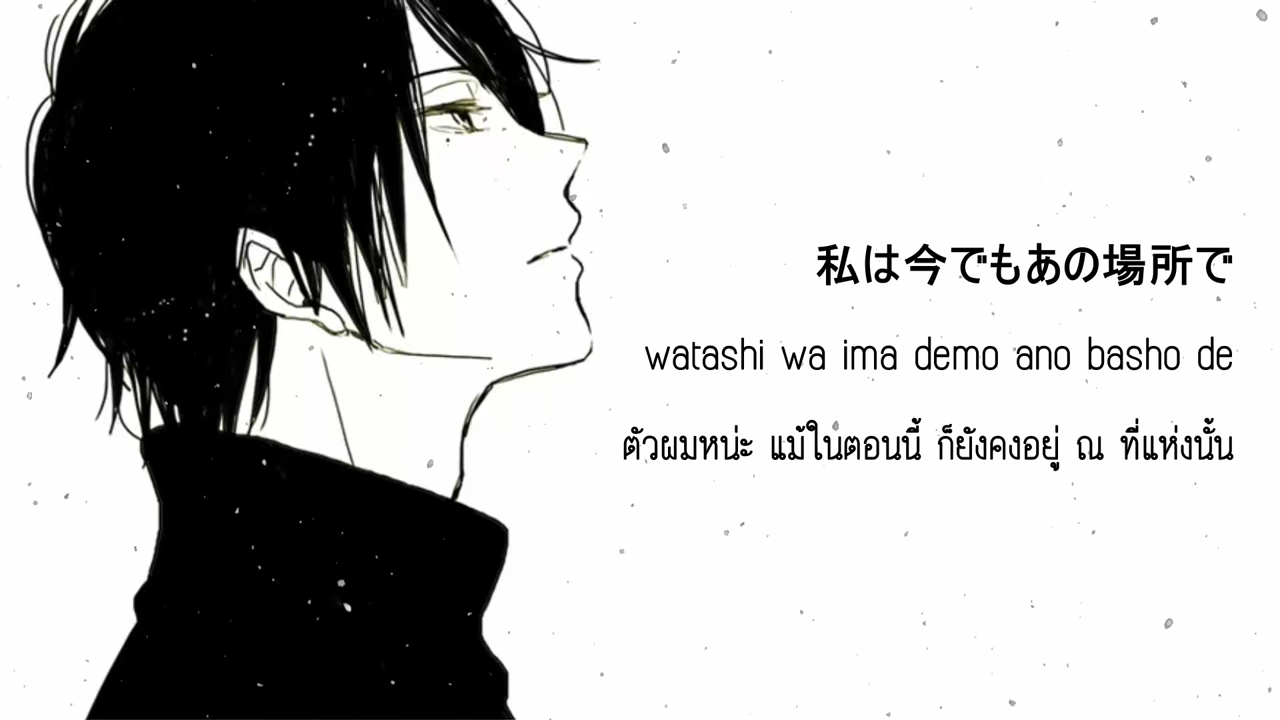 私は今でもあの場所で
watashi wa ima demo ano basho de
ตัวผมหน่ะ แม้ในตอนนี้ ก็ยังคงอยู่ ณ ที่แห่งนั้น